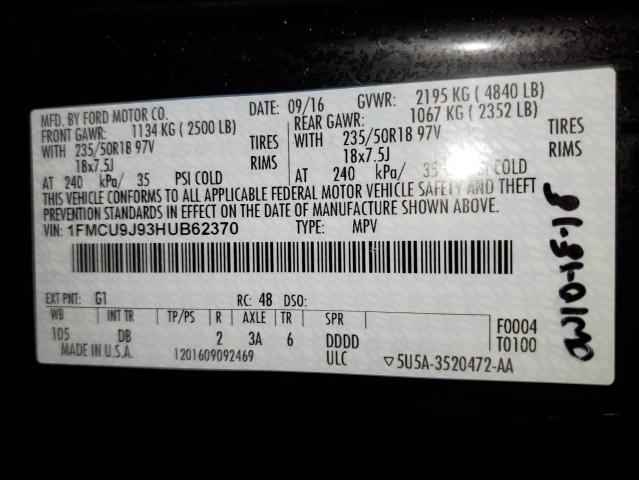 MFD. BY FORD MOTOR CO.
DATE: 09/16 GVWR: 2195 KG ( 4840 LB)
FRONT GAWR: 1134 KG ( 2500 LB) REAR GAWR: 1067 KG ( 2352 LB)
WITH 235/50R18 97V TIRES WITH 235/50R18 97V TIRES
18x7.5J RIMS 18x7.5J RIMS
AT 240 kPa/ 35 PSI COLD AT 240 kPa/ 35 PSI COLD
THIS VEHICLE CONFORMS TO ALL APPLICABLE FEDERAL MOTOR VEHICLE SAFETY AND THEFT
PREVENTION STANDARDS IN EFFECT ON THE DATE OF MANUFACTURE SHOWN ABOVE.
VIN: 1FMCU9J93HUB62370 TYPE: MPV
EXT PNT: G1 RC: 48 DSO:
WB INT TR TP/PS R AXLE TR SPR
105 DB 2 3A 6 DDDD
F0004
T0100
MADE IN U.S.A. 1201609092469 ULC ▽5U5A-3520472-AA
10-15-18